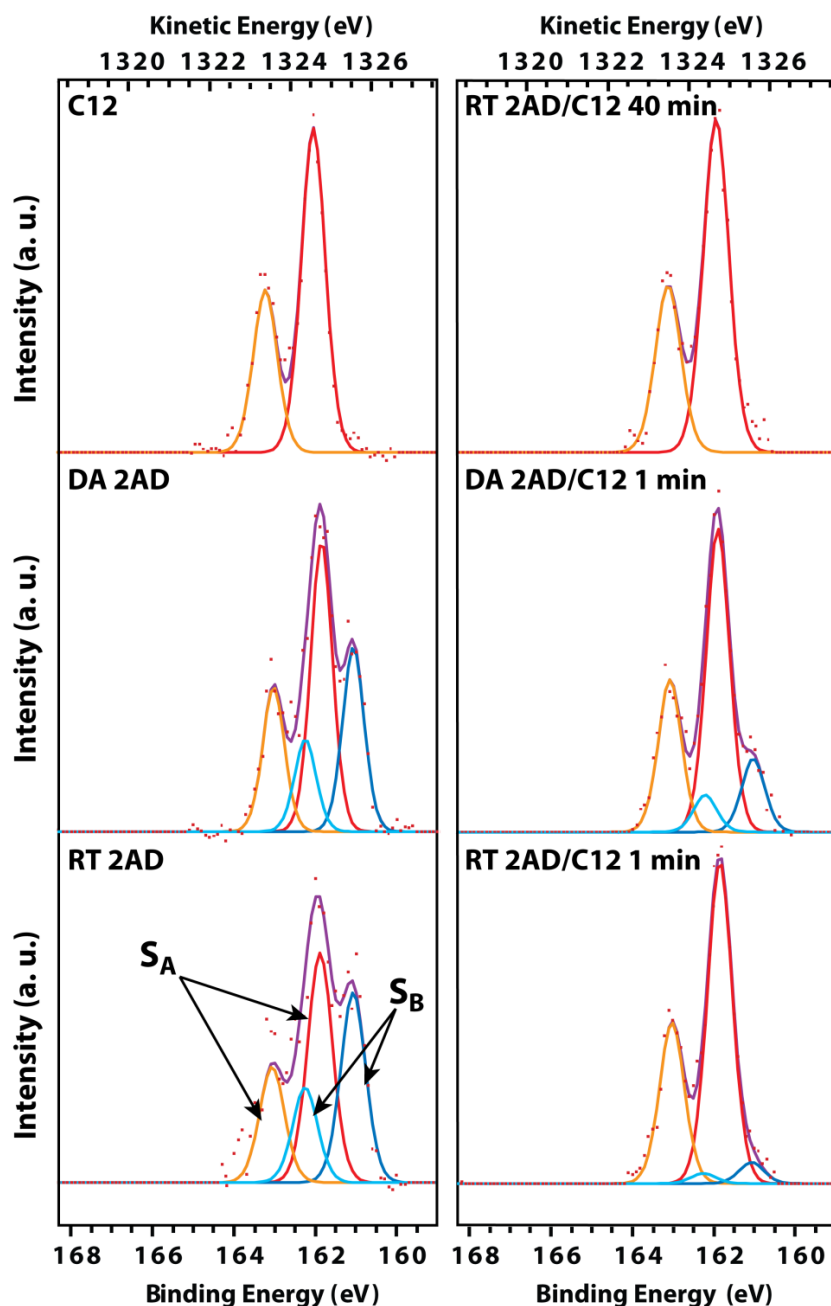 Kinetic Energy (eV)
Kinetic Energy (eV)
1320 1322 1324 1326
1320 1322 1324 1326
C12
RT 2AD/C12 40 min
Intensity (a. u.)
DA 2AD
DA 2AD/C12 1 min
Intensity (a. u.)
RT 2AD
RT 2AD/C12 1 min
SA
SB
Intensity (a. u.)
168 166 164 162 160
168 166 164 162 160
Binding Energy (eV)
Binding Energy (eV)